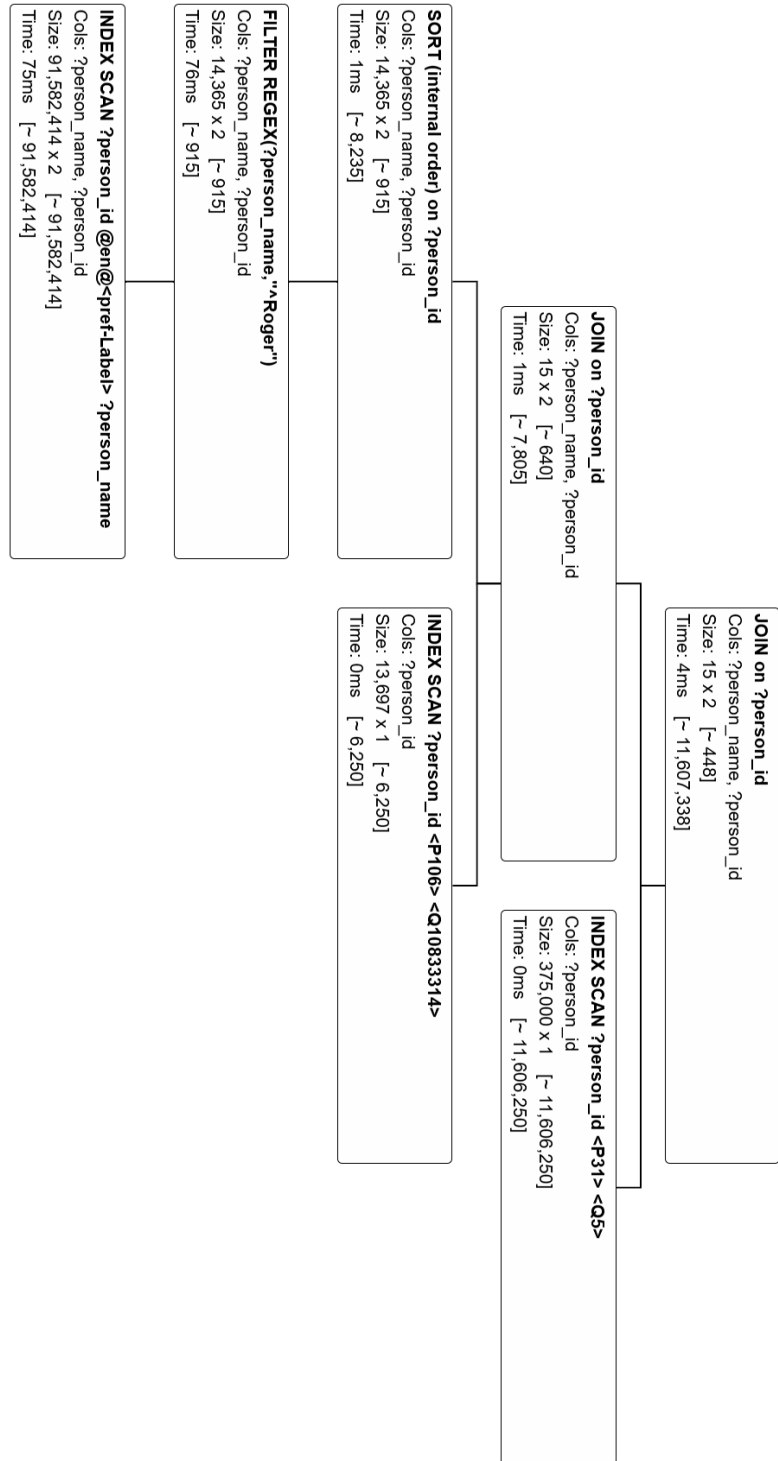 JOIN on ?person_id
Cols: ?person_name, ?person_id
Size: 15 x 2 [~ 448]
Time: 4ms [~ 11,607,338]
JOIN on ?person_id
Cols: ?person_name, ?person_id
Size: 15 x 2 [~ 640]
Time: 1ms [~ 7,805]
INDEX SCAN ?person_id <P31> <Q5>
Cols: ?person_id
Size: 375,000 x 1 [~ 11,606,250]
Time: 0ms [~ 11,606,250]
SORT (internal order) on ?person_id
Cols: ?person_name, ?person_id
Size: 14,365 x 2 [~ 915]
Time: 1ms [~ 8,235]
INDEX SCAN ?person_id <P106> <Q10833314>
Cols: ?person_id
Size: 13,697 x 1 [~ 6,250]
Time: 0ms [~ 6,250]
FILTER REGEX(?person_name,"^Roger")
Cols: ?person_name, ?person_id
Size: 14,365 x 2 [~ 915]
Time: 76ms [~ 915]
INDEX SCAN ?person_id @en@<pref-Label> ?person_name
Cols: ?person_name, ?person_id
Size: 91,582,414 x 2 [~ 91,582,414]
Time: 75ms [~ 91,582,414]